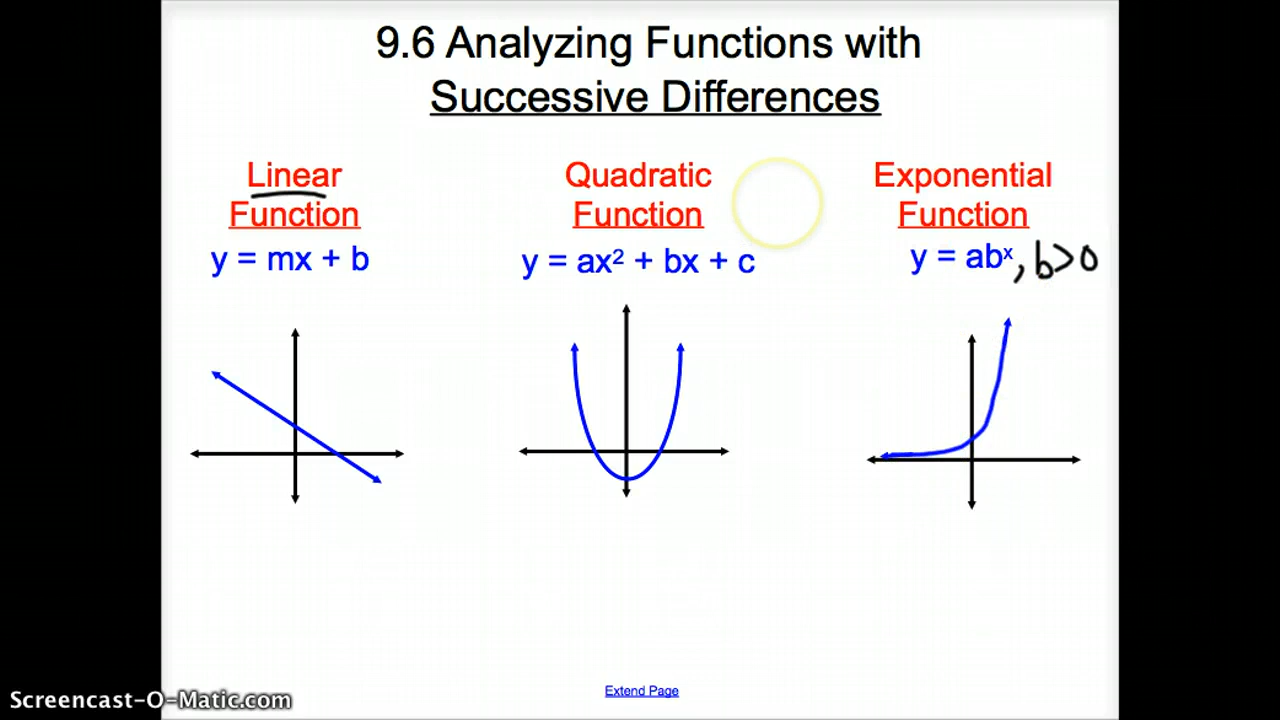 9.6 Analyzing Functions with
Successive Differences
Linear
Function
y = mx + b
Quadratic
Function
y = ax² + bx + c
Exponential
Function
y = abˣ , b>0
Extend Page
Screencast-O-Matic.com